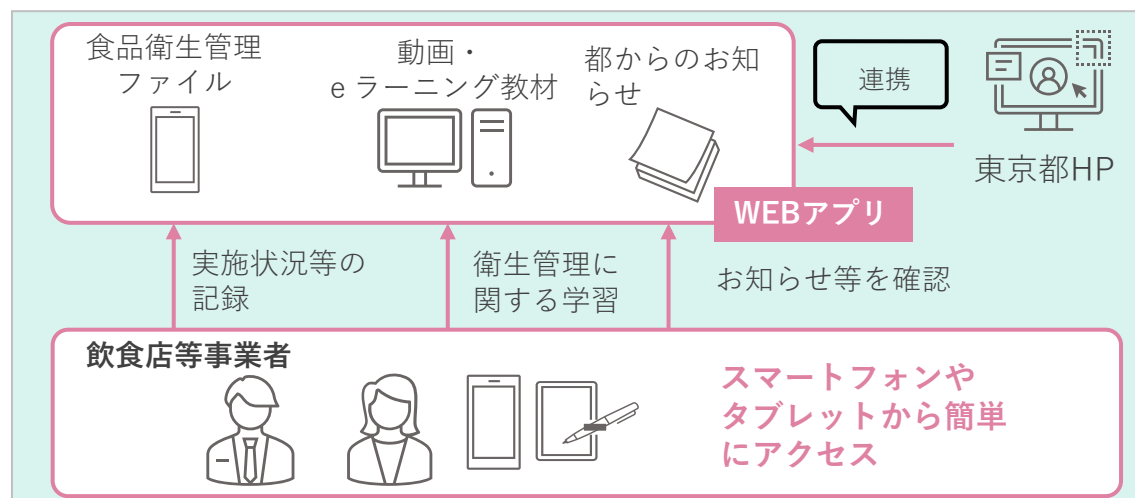 食品衛生管理
ファイル
動画・
eラーニング教材
都からのお知
らせ
連携
東京都HP
WEBアプリ
実施状況等の
記録
衛生管理に
関する学習
お知らせ等を確認
飲食店等事業者
スマートフォンや
タブレットから簡単
にアクセス